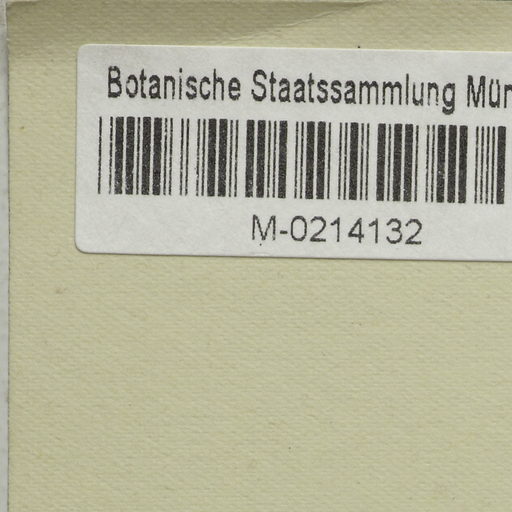 Botanische Staatssammlung Mün
M-0214132